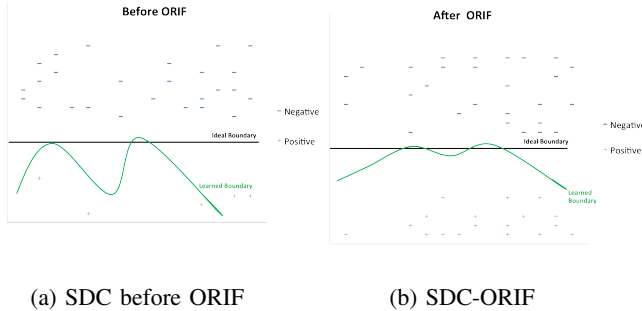 Before ORIF
Negative
Ideal Boundary
Positive
Learned Boundary
(a) SDC before ORIF
After ORIF
Negative
Ideal Boundary
Positive
Learned
Boundary
(b) SDC-ORIF